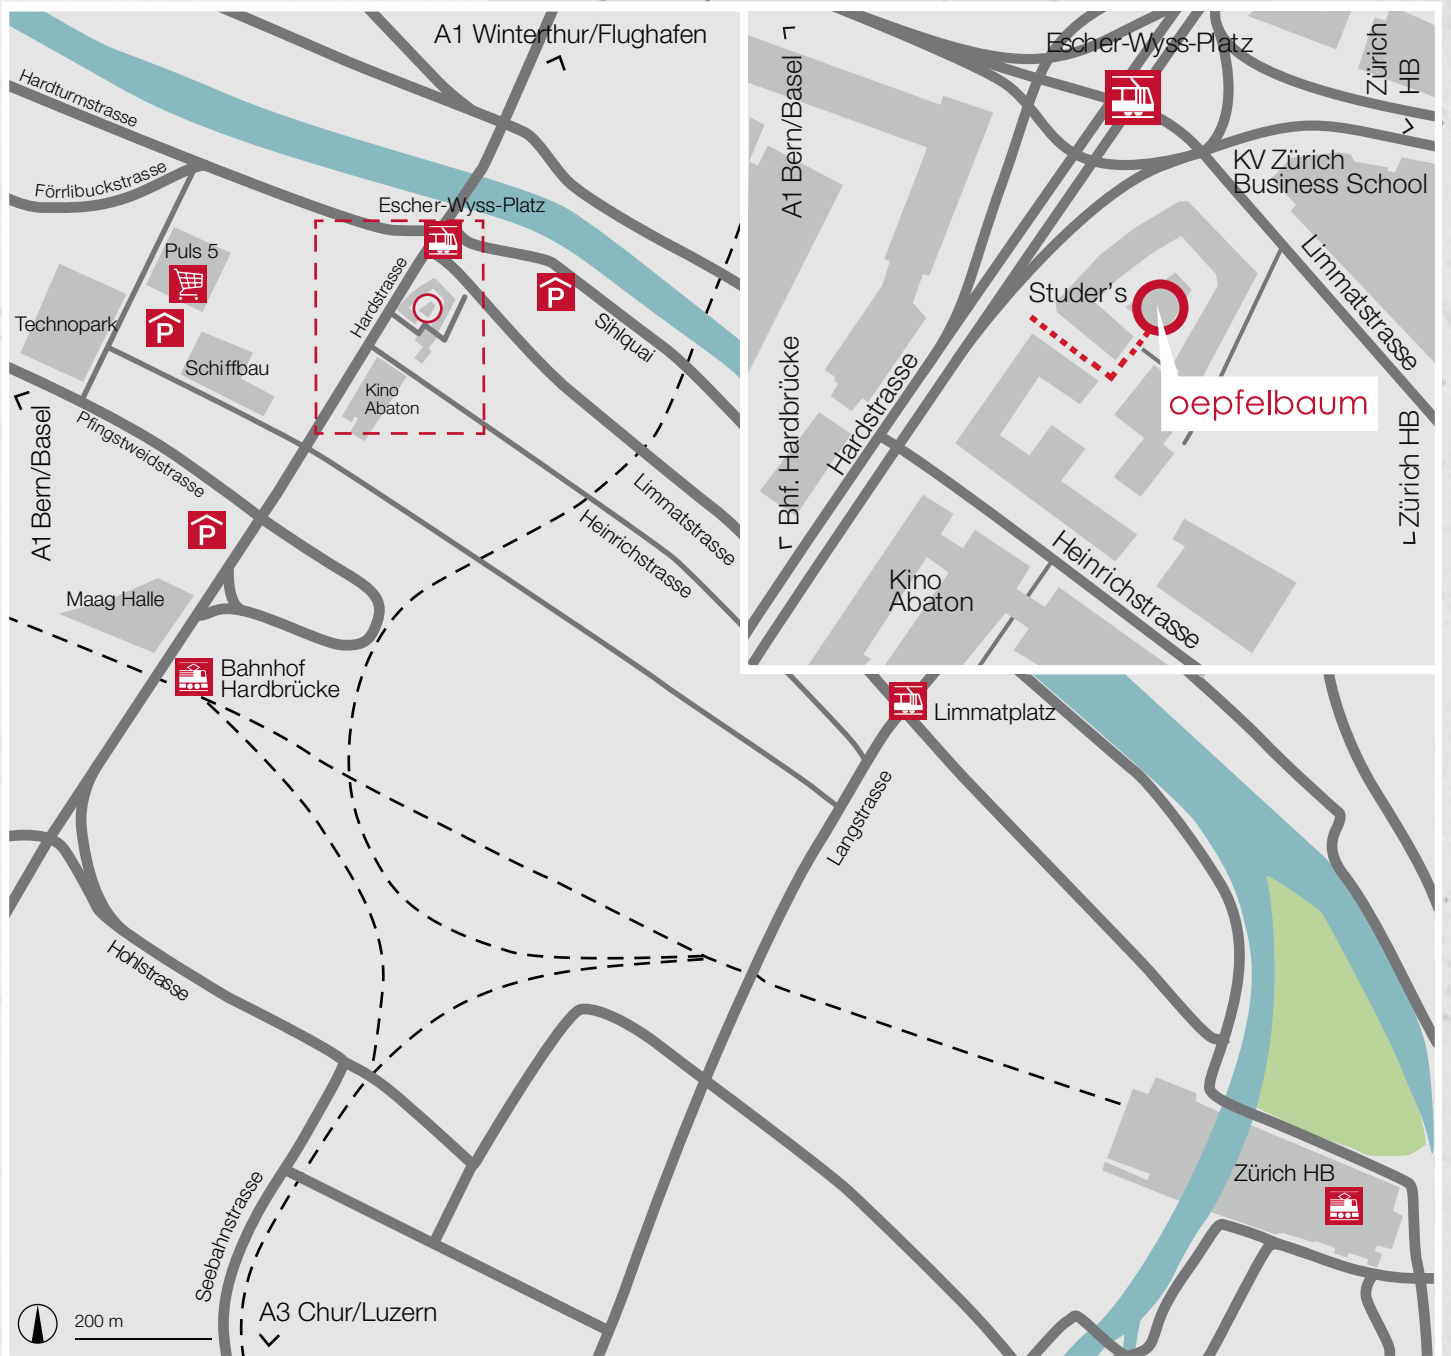 A1 Winterthur/Flughafen
Hardturmstrasse
Förrlibuckstrasse
Escher-Wyss-Platz
Puls 5
Hardstrasse
P
Technopark
P
Sihlquai
Schiffbau
Kino
Abaton
A1 Bern/Basel
Pfingstweidstrasse
Limmatstrasse
Heinrichstrasse
P
Maag Halle
Bahnhof
Hardbrücke
Escher-Wyss-Platz
Zürich
HB
A1 Bern/Basel
KV Zürich
Business School
Limmatstrasse
Studer's
oepfelbaum
Bhf. Hardbrücke
Hardstrasse
Zürich HB
Heinrichstrasse
Kino
Abaton
Limmatplatz
Langstrasse
Hohlstrasse
Zürich HB
Seebahnstrasse
A3 Chur/Luzern
200 m